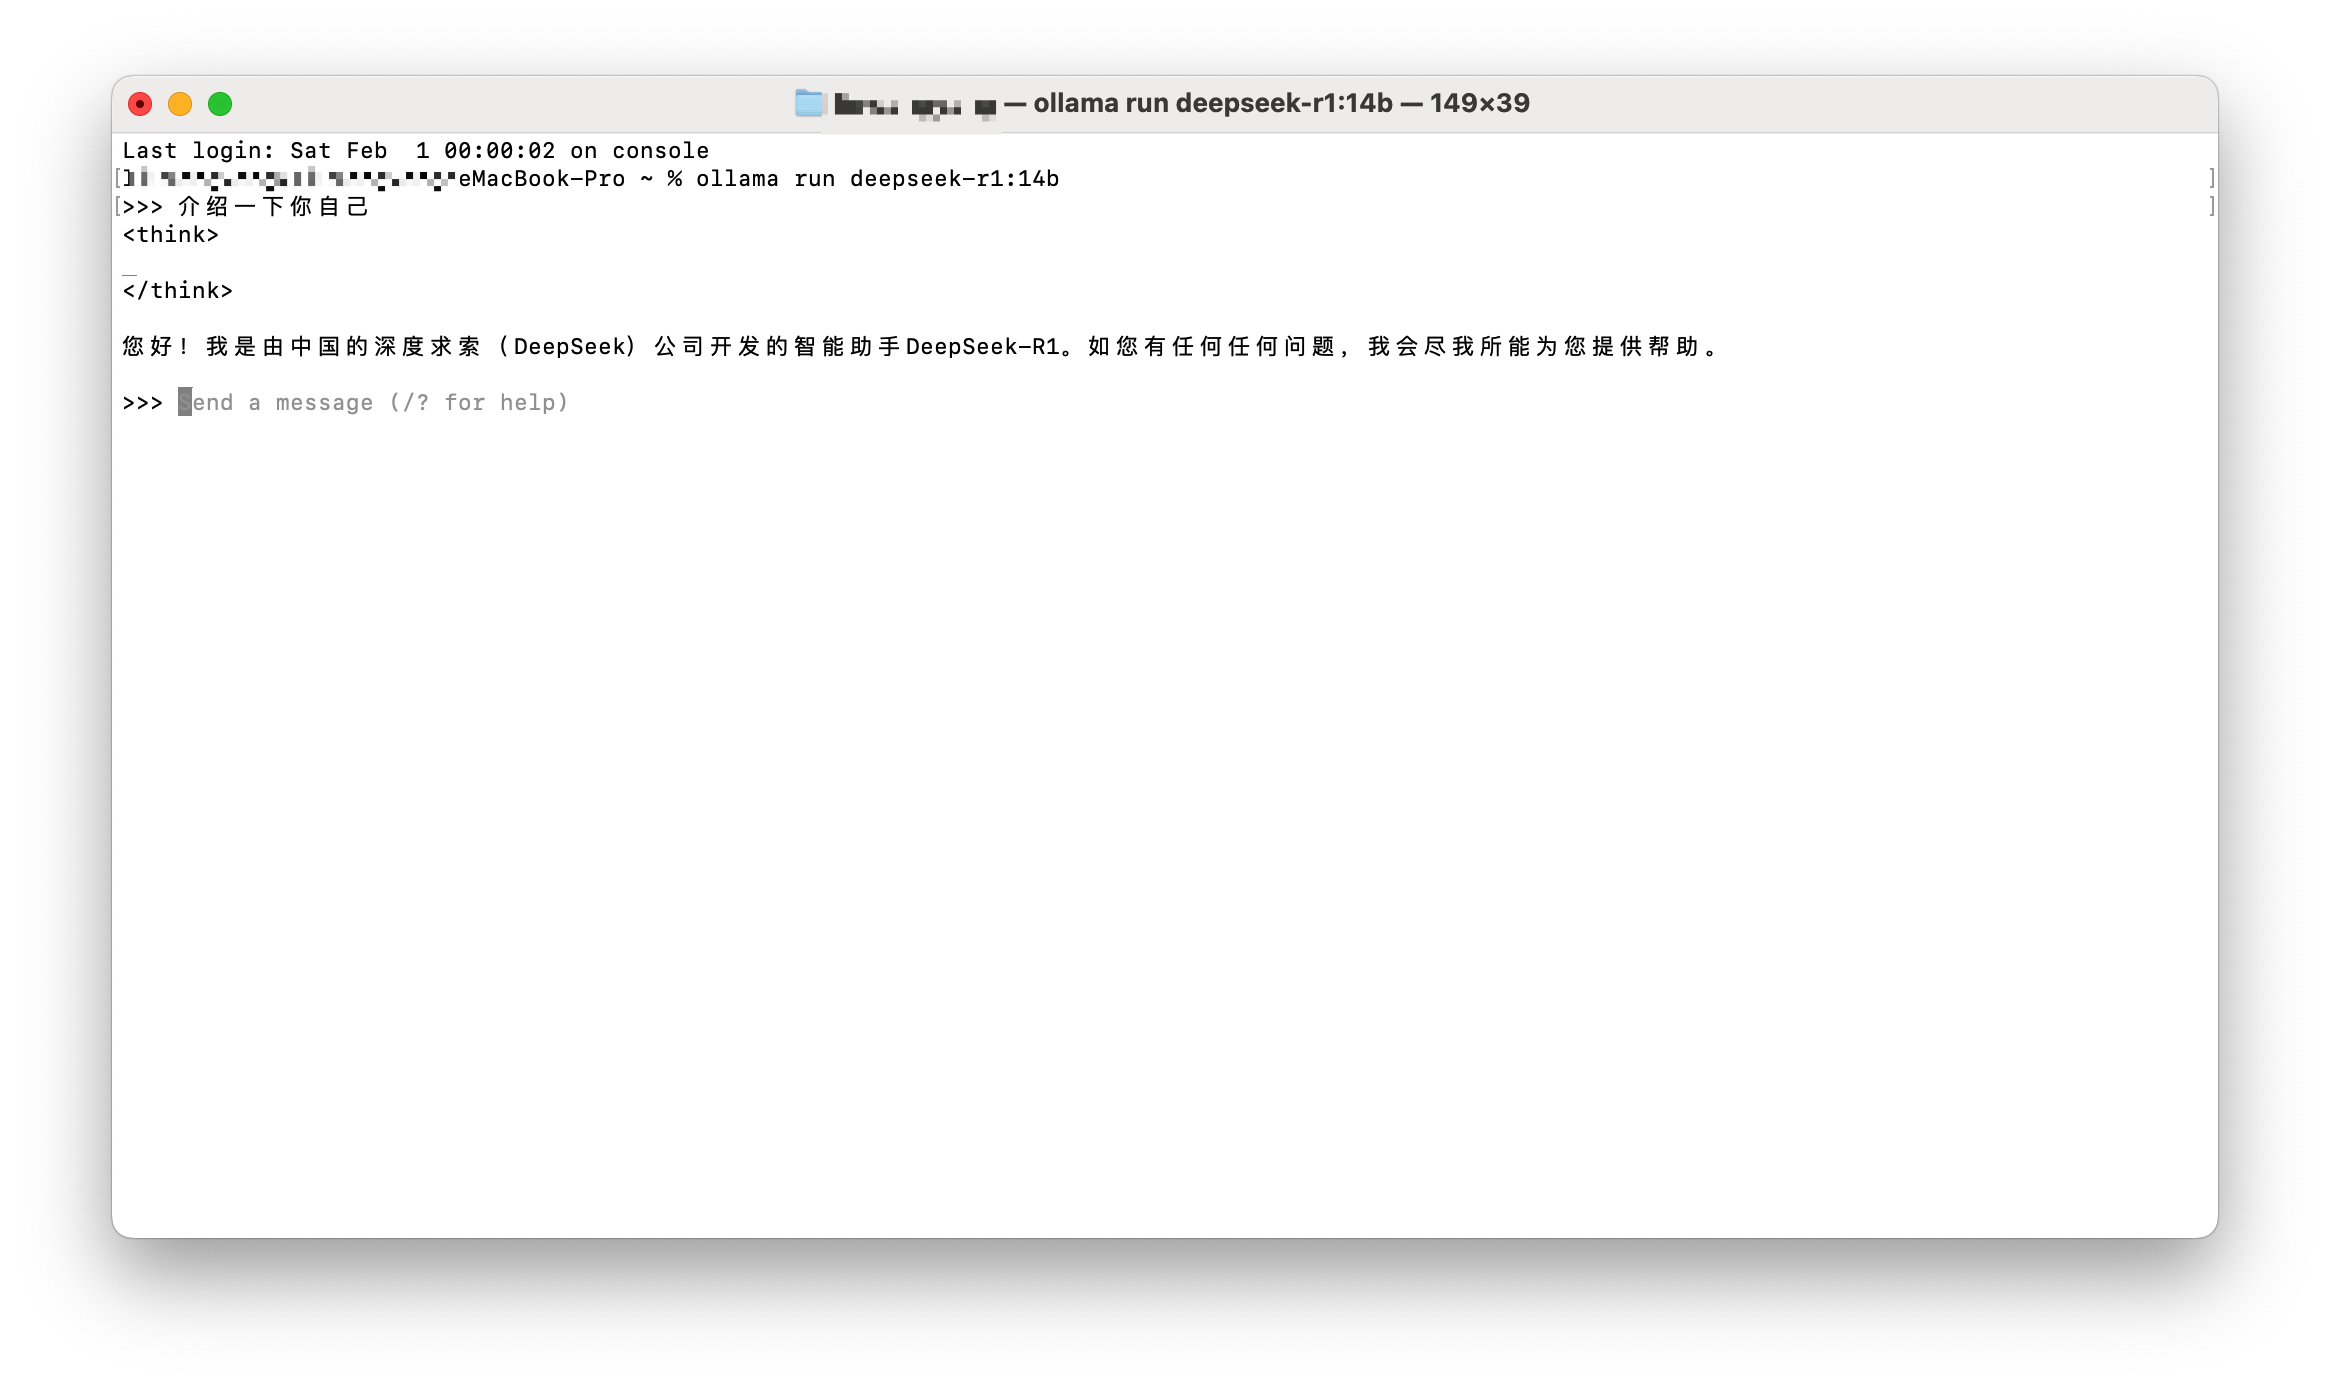 — ollama run deepseek-r1:14b — 149×39
Last login: Sat Feb  1 00:00:02 on console
eMacBook-Pro ~ % ollama run deepseek-r1:14b
>>> 介绍一下你自己
<think>

</think>

您好！我是由中国的深度求索（DeepSeek）公司开发的智能助手DeepSeek-R1。如您有任何任何问题，我会尽我所能为您提供帮助。

>>> Send a message (/? for help)